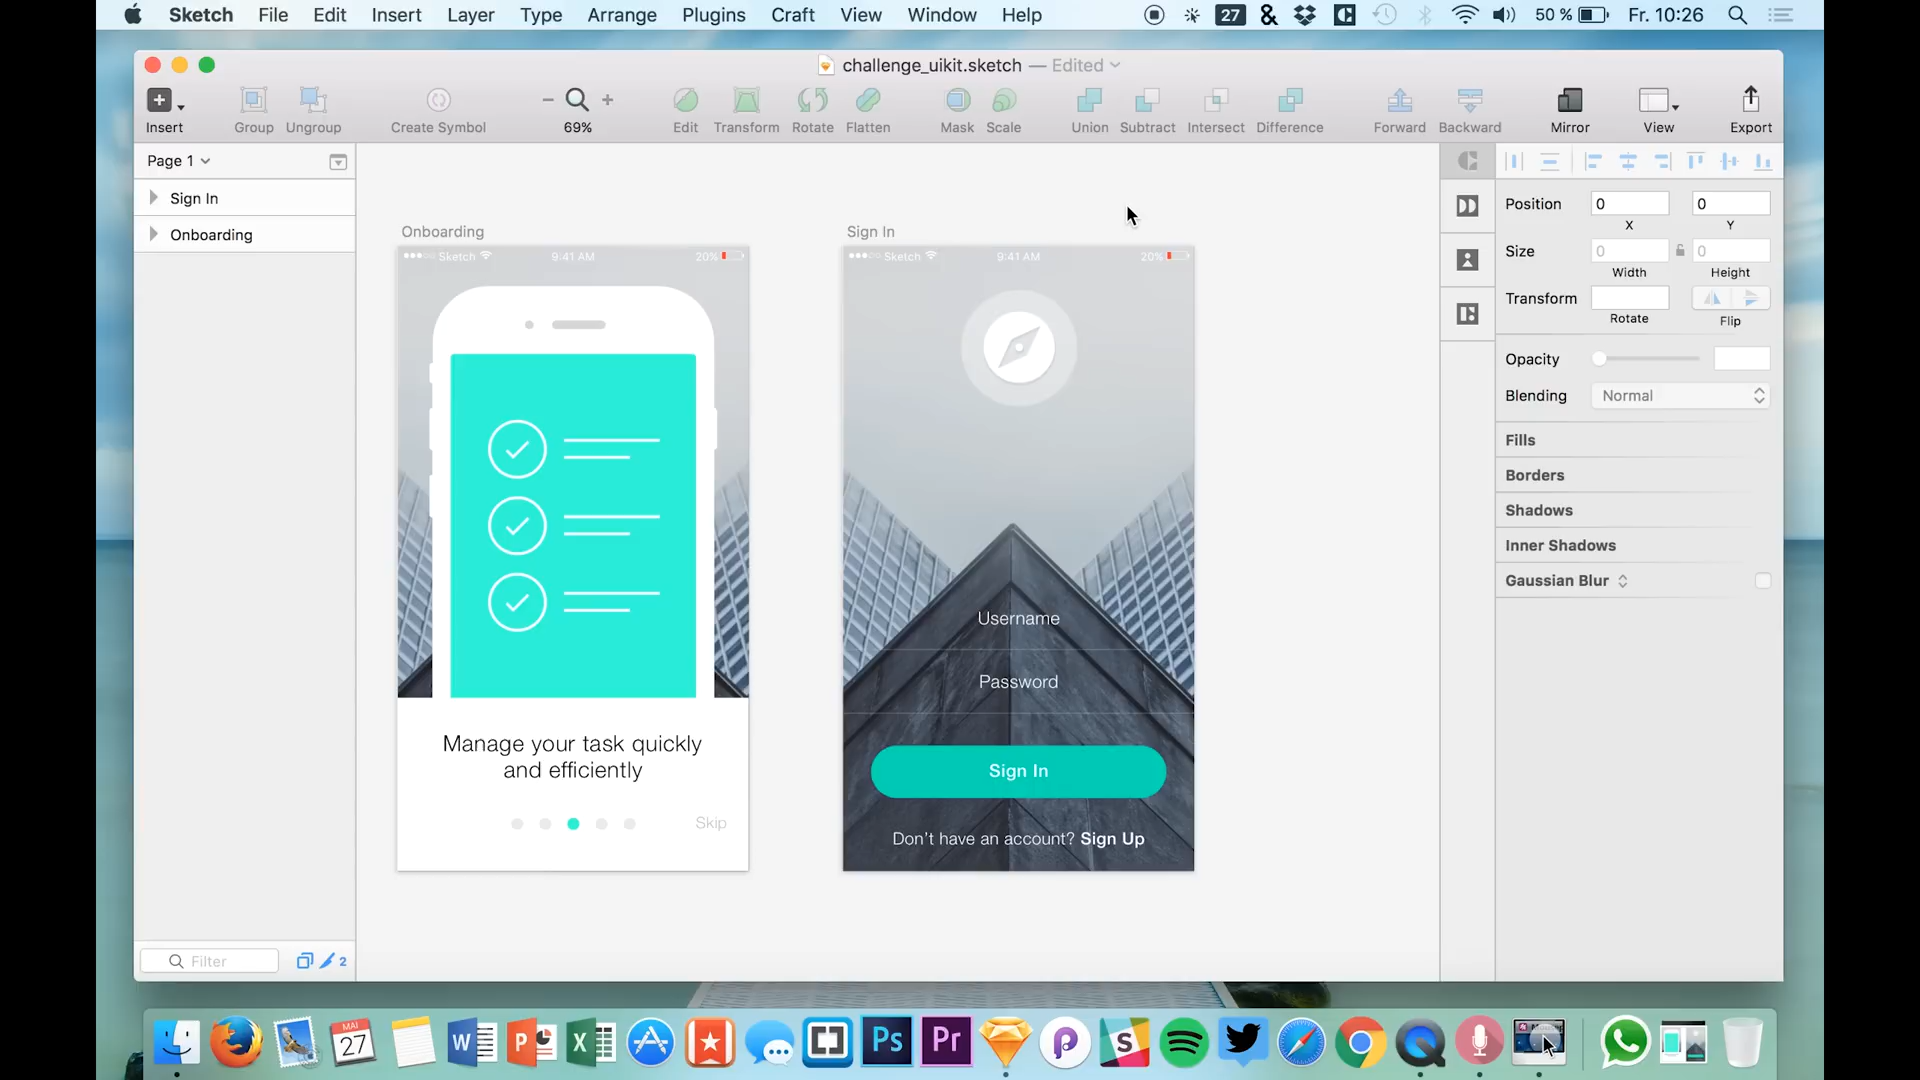 Sketch File Edit Insert Layer Type Arrange Plugins Craft View Window Help 27 50 % Fr. 10:26
challenge_uikit.sketch — Edited
Insert Group Ungroup Create Symbol 69% Edit Transform Rotate Flatten Mask Scale Union Subtract Intersect Difference Forward Backward Mirror View Export
Page 1
Sign In
Onboarding
Filter 2
Onboarding
Sketch 9:41 AM 20%
Manage your task quickly
and efficiently
Skip
Sign In
Sketch 9:41 AM 20%
Username
Password
Sign In
Don't have an account? Sign Up
Position 0 0
X Y
Size 0 0
Width Height
Transform
Rotate Flip
Opacity
Blending Normal
Fills
Borders
Shadows
Inner Shadows
Gaussian Blur
MAI
27
W P X Ps Pr